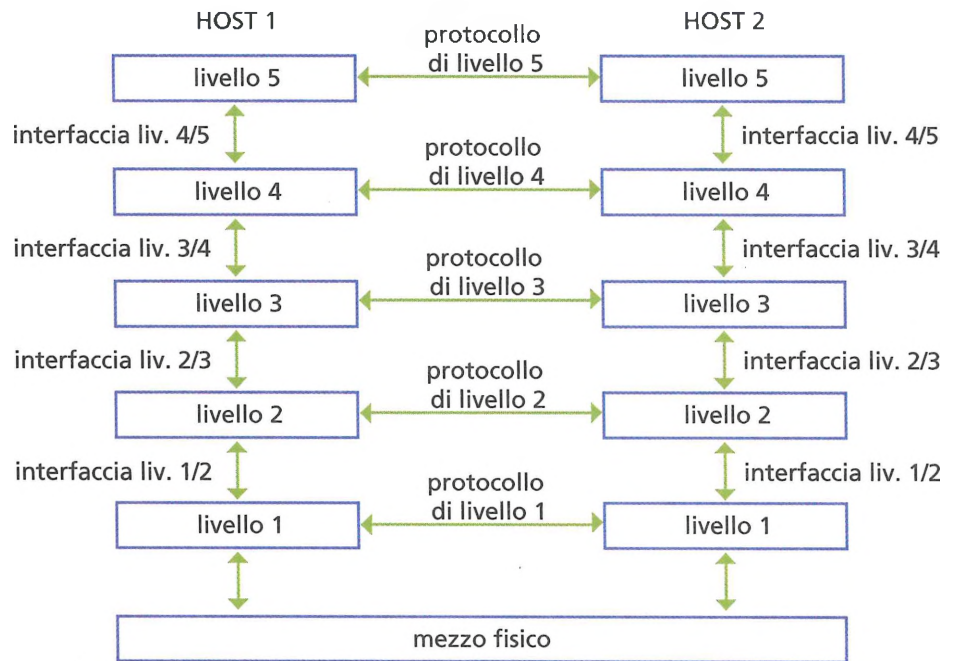 HOST 1
HOST 2
protocollo
di livello 5
livello 5
livello 5
interfaccia liv. 4/5
interfaccia liv. 4/5
protocollo
di livello 4
livello 4
livello 4
interfaccia liv. 3/4
interfaccia liv. 3/4
protocollo
di livello 3
livello 3
livello 3
interfaccia liv. 2/3
interfaccia liv. 2/3
protocollo
di livello 2
livello 2
livello 2
interfaccia liv. 1/2
interfaccia liv. 1/2
protocollo
di livello 1
livello 1
livello 1
mezzo fisico